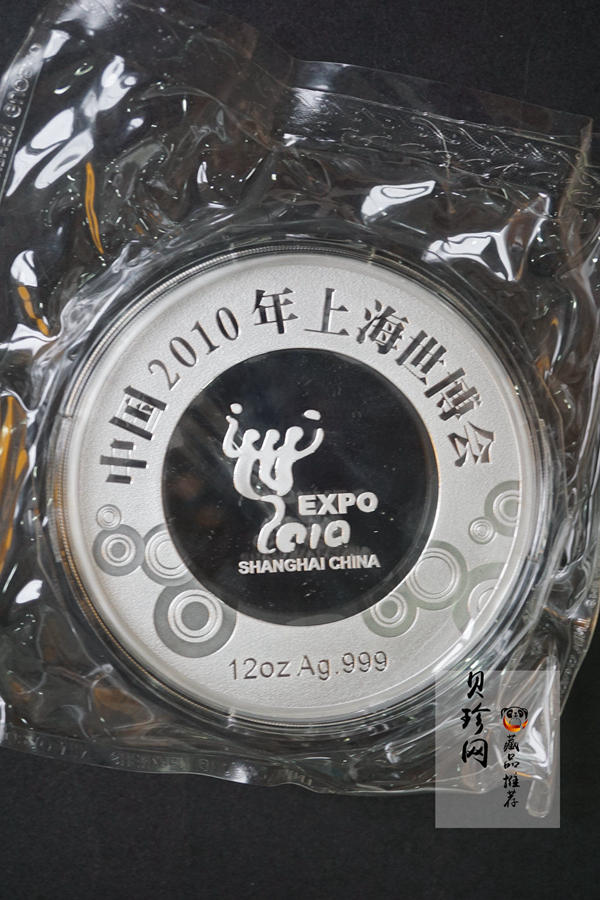 中国2010年上海世博会
EXPO
2010
SHANGHAI CHINA
12oz Ag.999
贝珍网
藏品推荐